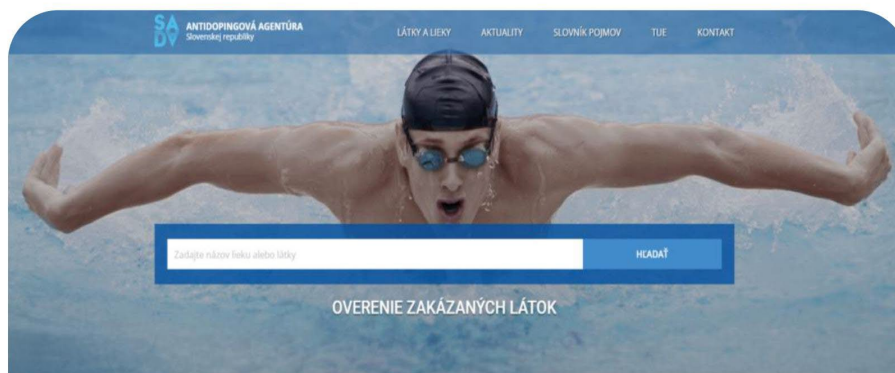 SA
DV
ANTIDOPINGOVÁ AGENTÚRA
Slovenskej republiky
LÁTKY A LIEKY
AKTUALITY
SLOVNÍK POJMOV
TUE
KONTAKT
Zadajte názov lieku alebo látky
HĽADAŤ
OVERENIE ZAKÁZANÝCH LÁTOK